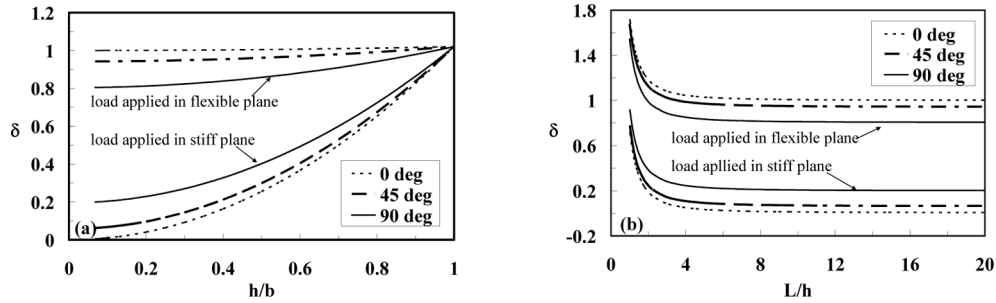 1.2
1
0.8
0.6
0.4
0.2
0
δ
load applied in flexible plane
load applied in stiff plane
0 deg
45 deg
90 deg
(a)
0 0.2 0.4 0.6 0.8 1
h/b
1.8
1.4
1
0.6
0.2
-0.2
δ
0 deg
45 deg
90 deg
load applied in flexible plane
load apllied in stiff plane
(b)
0 4 8 12 16 20
L/h